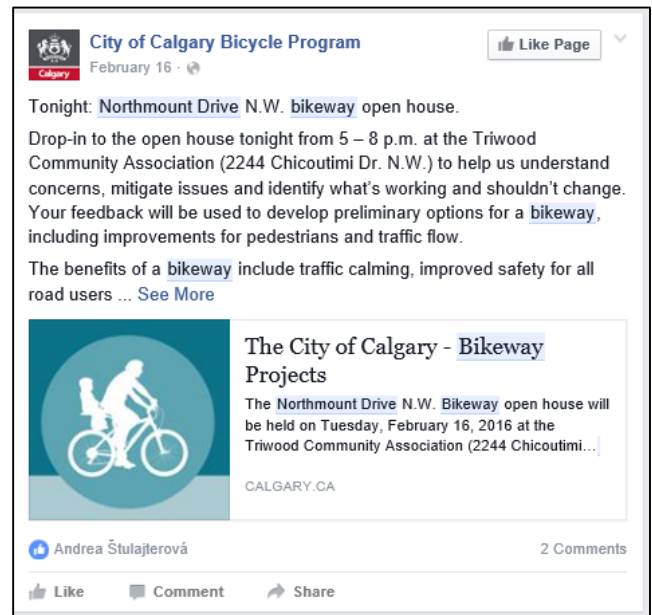 City of Calgary Bicycle Program
Like Page
Calgary
February 16 ·
Tonight: Northmount Drive N.W. bikeway open house.
Drop-in to the open house tonight from 5 – 8 p.m. at the Triwood
Community Association (2244 Chicoutimi Dr. N.W.) to help us understand
concerns, mitigate issues and identify what's working and shouldn't change.
Your feedback will be used to develop preliminary options for a bikeway,
including improvements for pedestrians and traffic flow.
The benefits of a bikeway include traffic calming, improved safety for all
road users ... See More
The City of Calgary - Bikeway
Projects
The Northmount Drive N.W. Bikeway open house will
be held on Tuesday, February 16, 2016 at the
Triwood Community Association (2244 Chicoutimi...
CALGARY.CA
Andrea Štulajterová
2 Comments
Like Comment Share